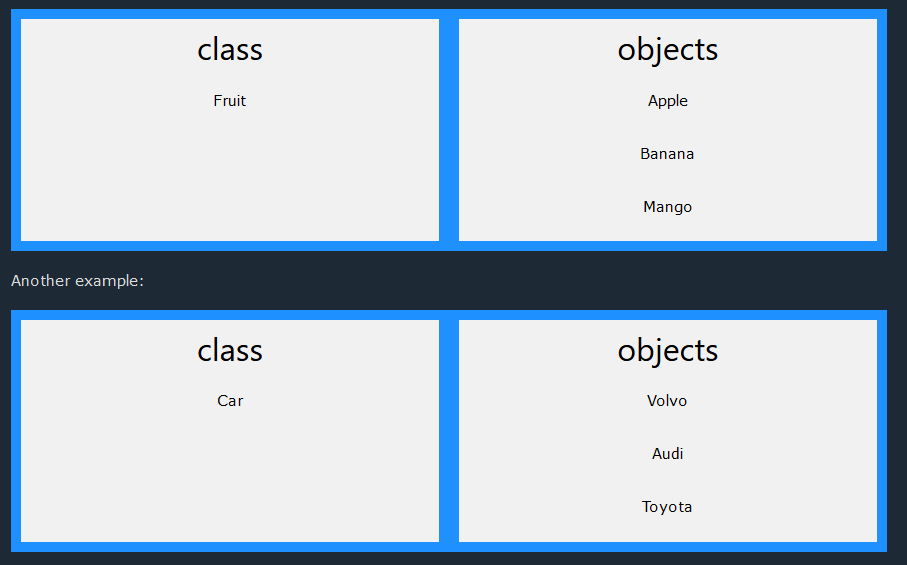 class
Fruit
objects
Apple
Banana
Mango
Another example:
class
Car
objects
Volvo
Audi
Toyota